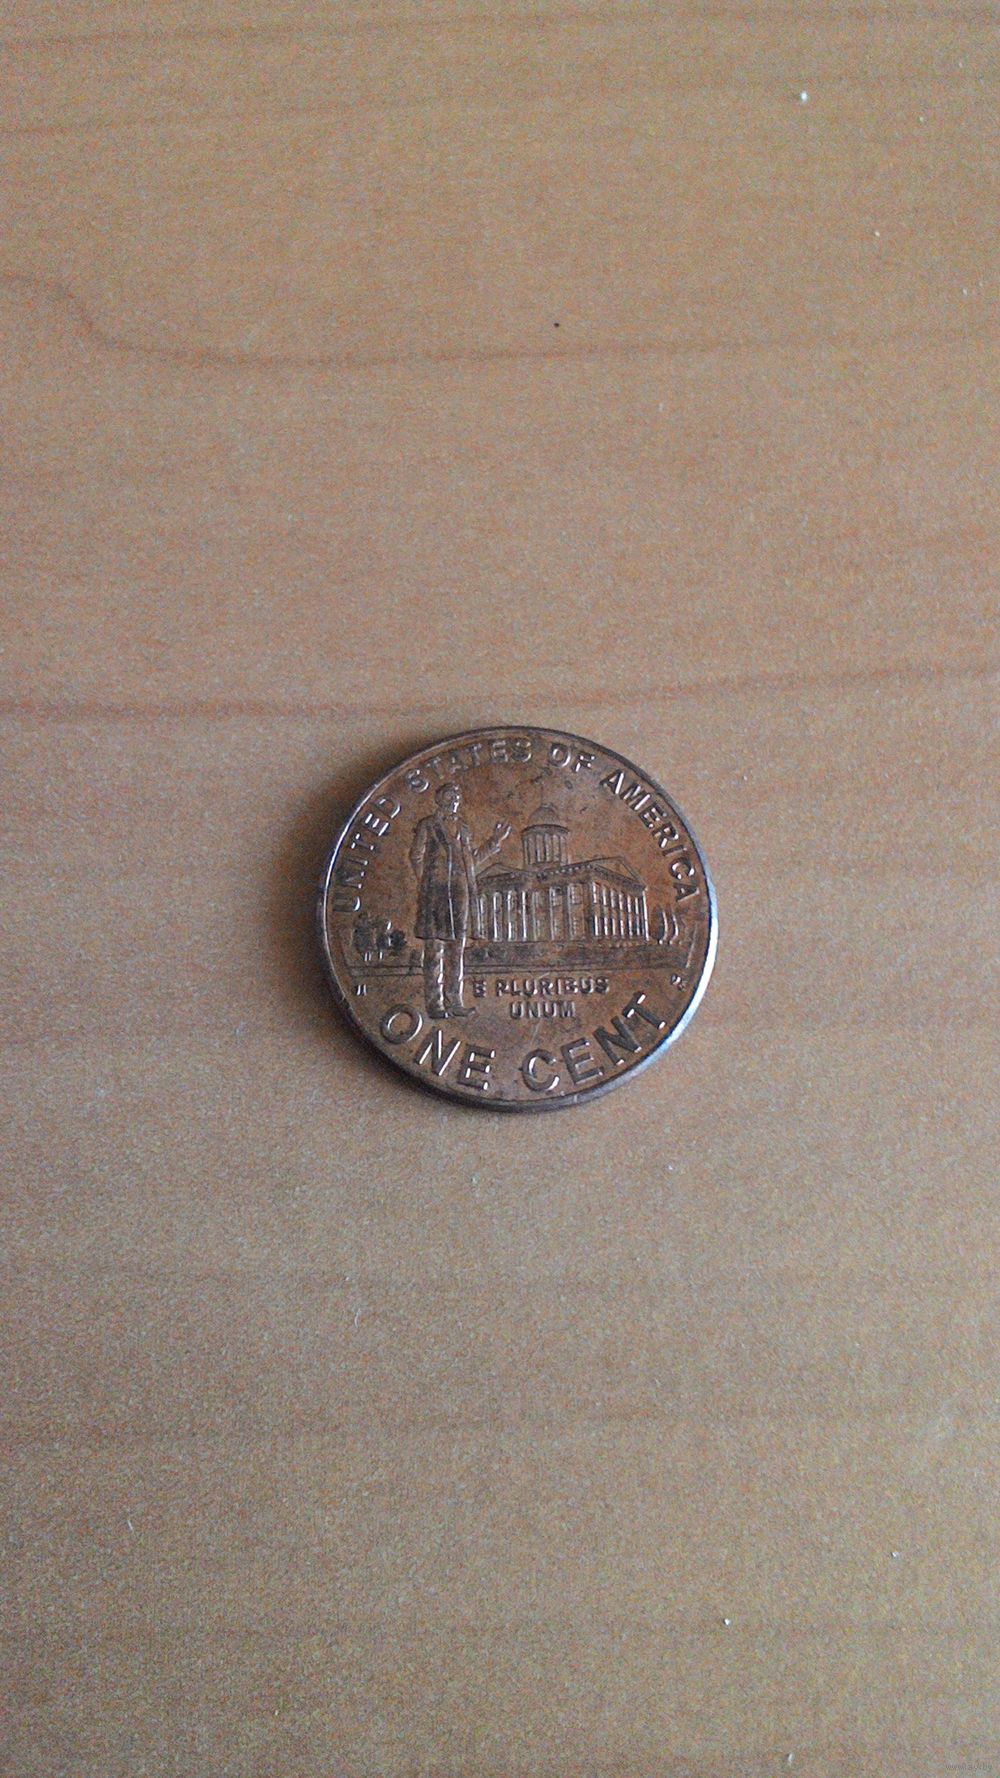 UNITED STATES OF AMERICA
E PLURIBUS
UNUM
ONE CENT